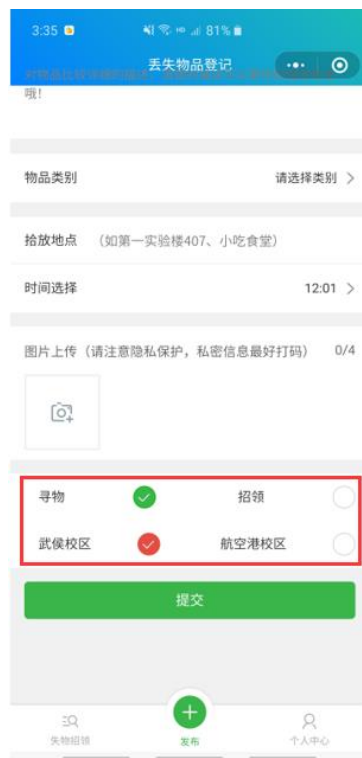 3:35 81%
丢失物品登记
哦!
物品类别 请选择类别 >
拾放地点 (如第一实验楼407、小吃食堂)
时间选择 12:01 >
图片上传 (请注意隐私保护，私密信息最好打码) 0/4
寻物 招领
武侯校区 航空港校区
提交
失物招领 发布 个人中心